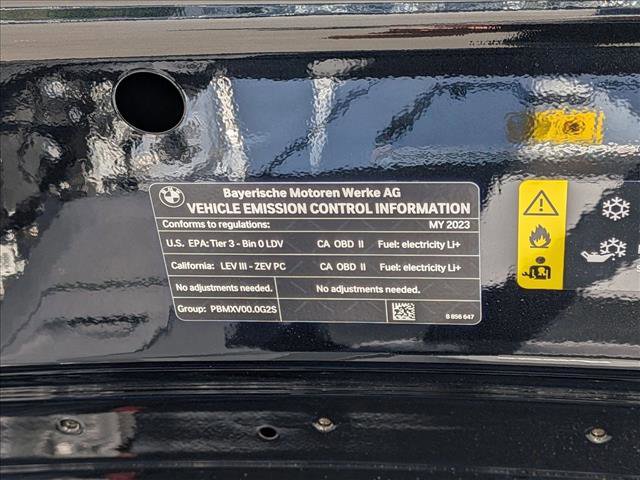 Bayerische Motoren Werke AG
VEHICLE EMISSION CONTROL INFORMATION
Conforms to regulations: MY 2023
U.S. EPA: Tier 3 - Bin 0 LDV CA OBD II Fuel: electricity Li+
California: LEV III - ZEV PC CA OBD II Fuel: electricity Li+
No adjustments needed. No adjustments needed.
Group: PBMXV00.0G2S 8 856 647